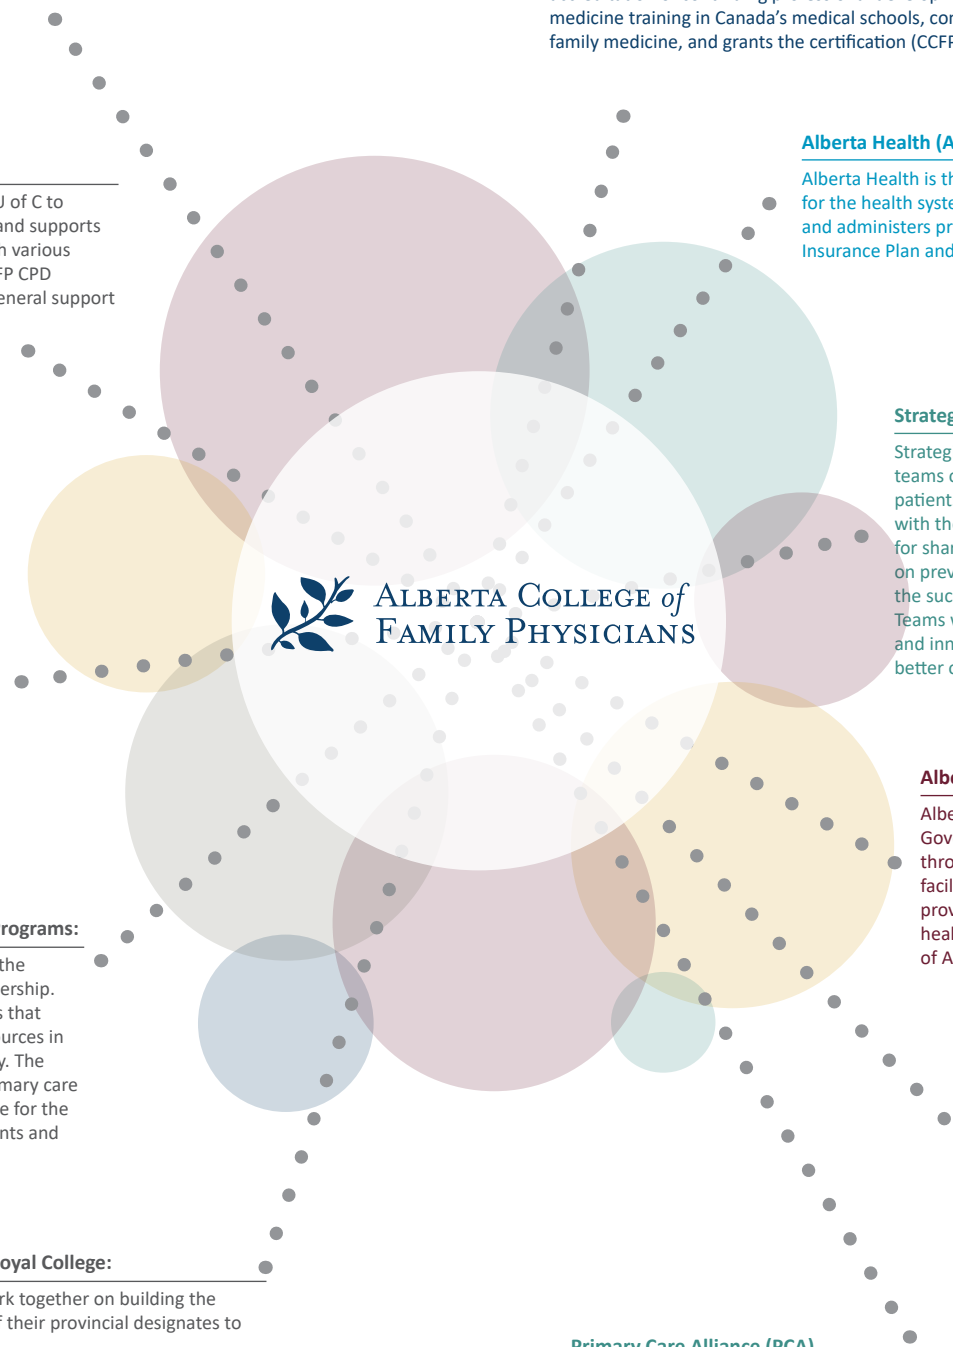 medicine training in Canada's medical schools, con
family medicine, and grants the certification (CCFP
Alberta Health (A
Alberta Health is th
for the health syste
and administers pr
Insurance Plan and
U of C to
and supports
h various
FP CPD
eneral support
Strateg
Strateg
teams o
patient
with the
for shar
on prev
the suc
Teams w
and inn
better c
ALBERTA COLLEGE of
FAMILY PHYSICIANS
Albe
Albe
Gov
thro
facil
prov
heal
of A
rograms:
the
ership.
s that
urces in
y. The
mary care
e for the
nts and
oyal College:
rk together on building the
f their provincial designates to
Primary Care Alliance (PCA)